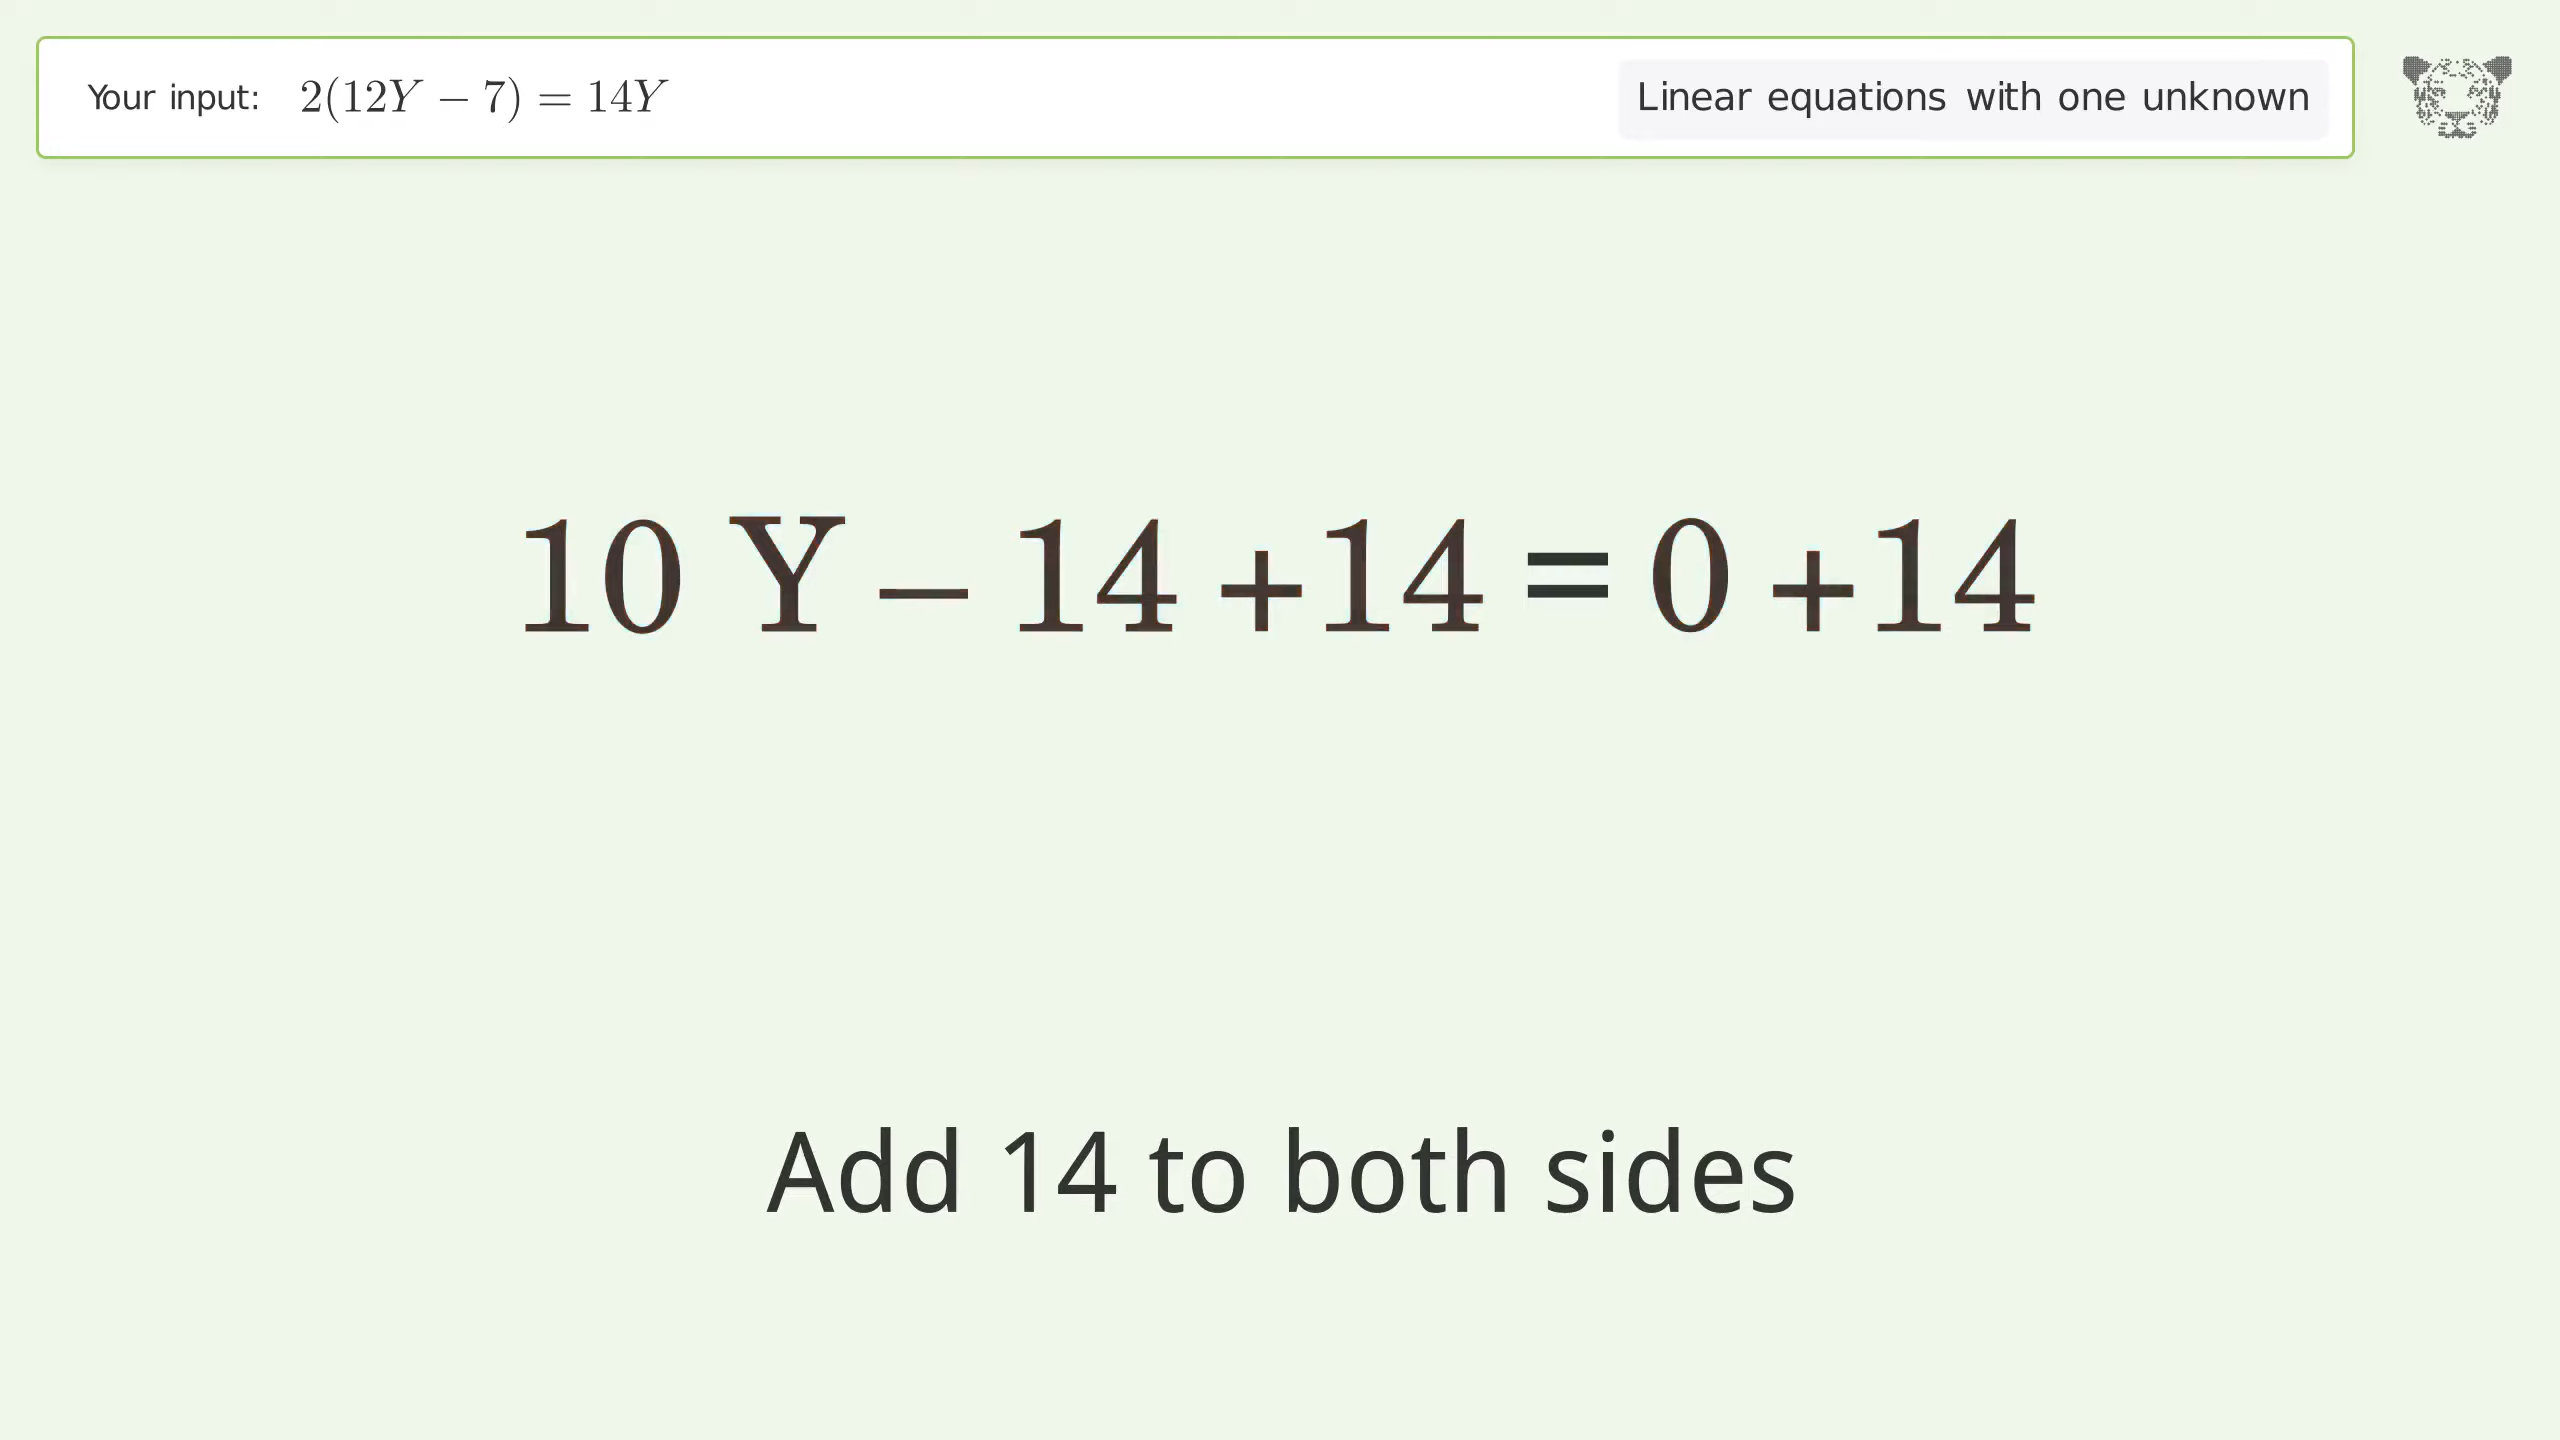 Your input: 2(12Y − 7) = 14Y Linear equations with one unknown
10 Y − 14 +14 = 0 +14
Add 14 to both sides